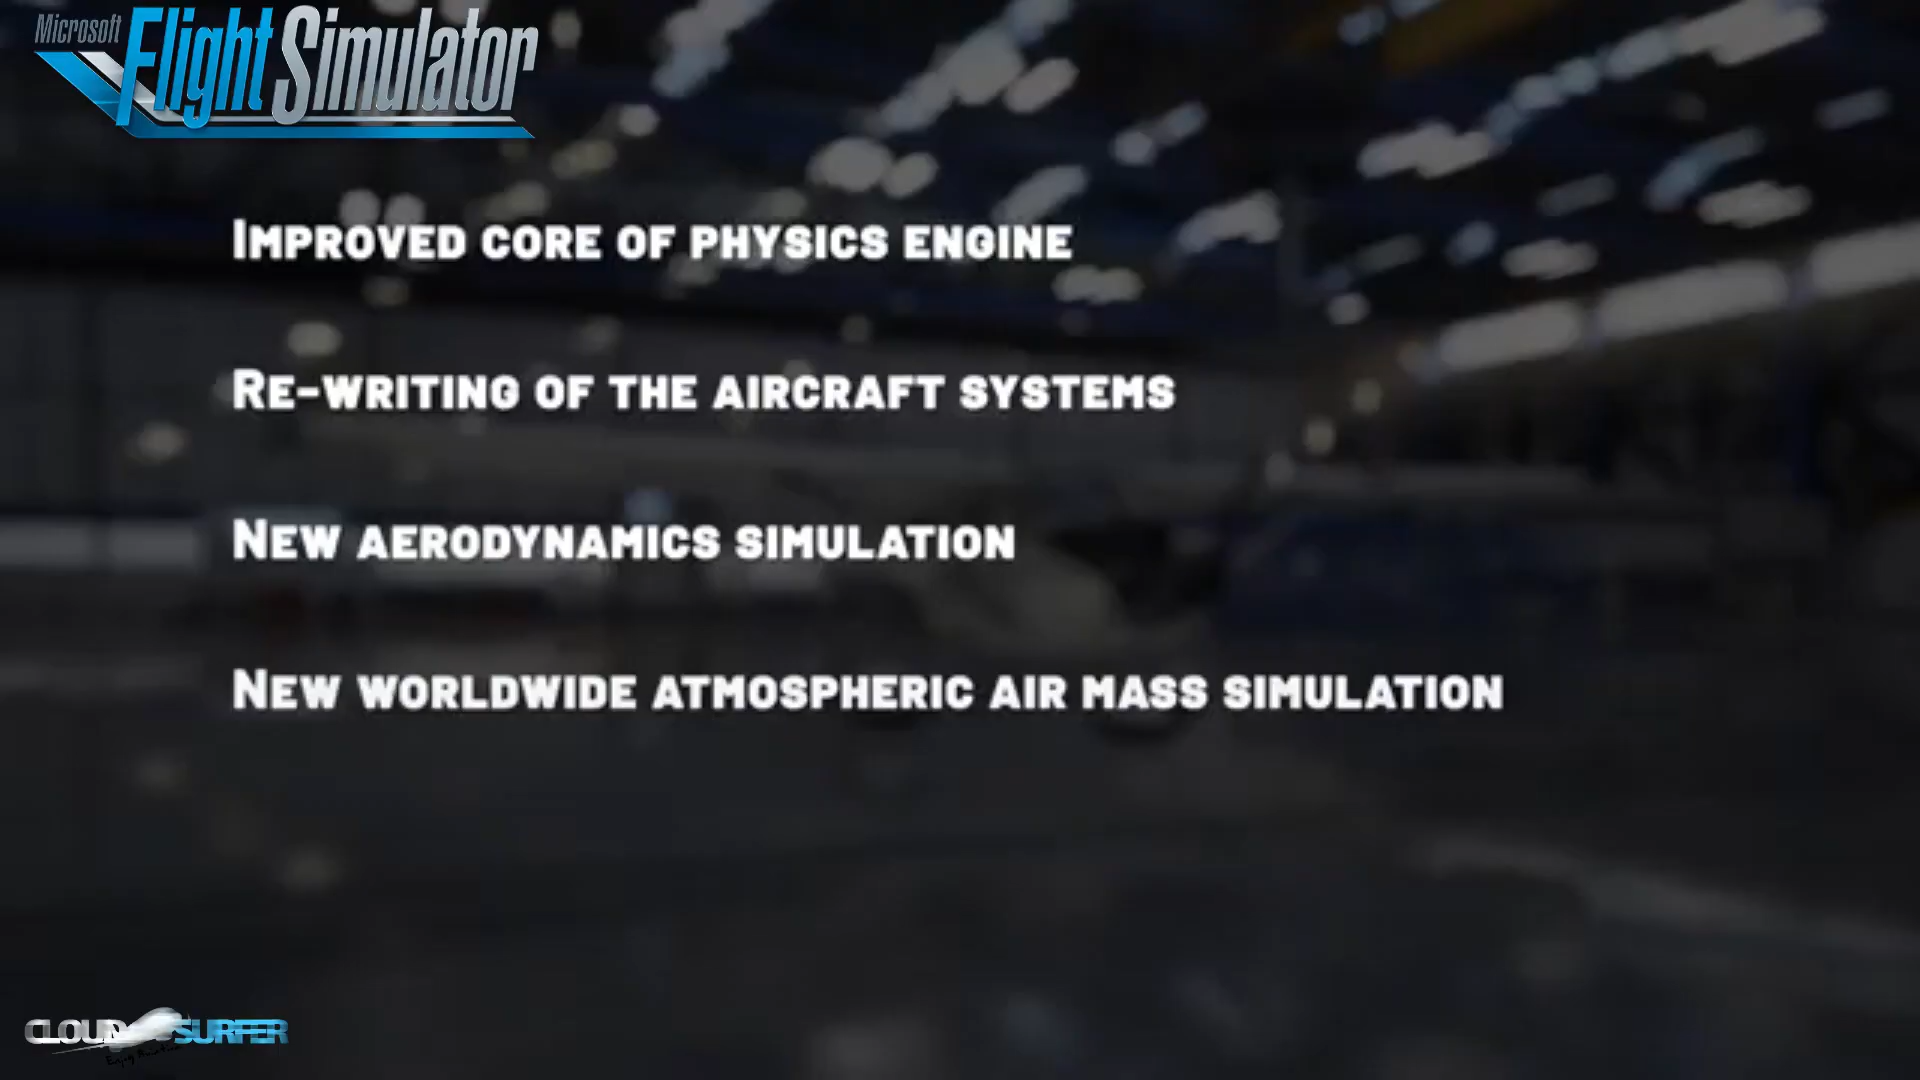 Microsoft
Flight Simulator
Improved core of physics engine
Re-writing of the aircraft systems
New aerodynamics simulation
New worldwide atmospheric air mass simulation
CLOUD SURFER